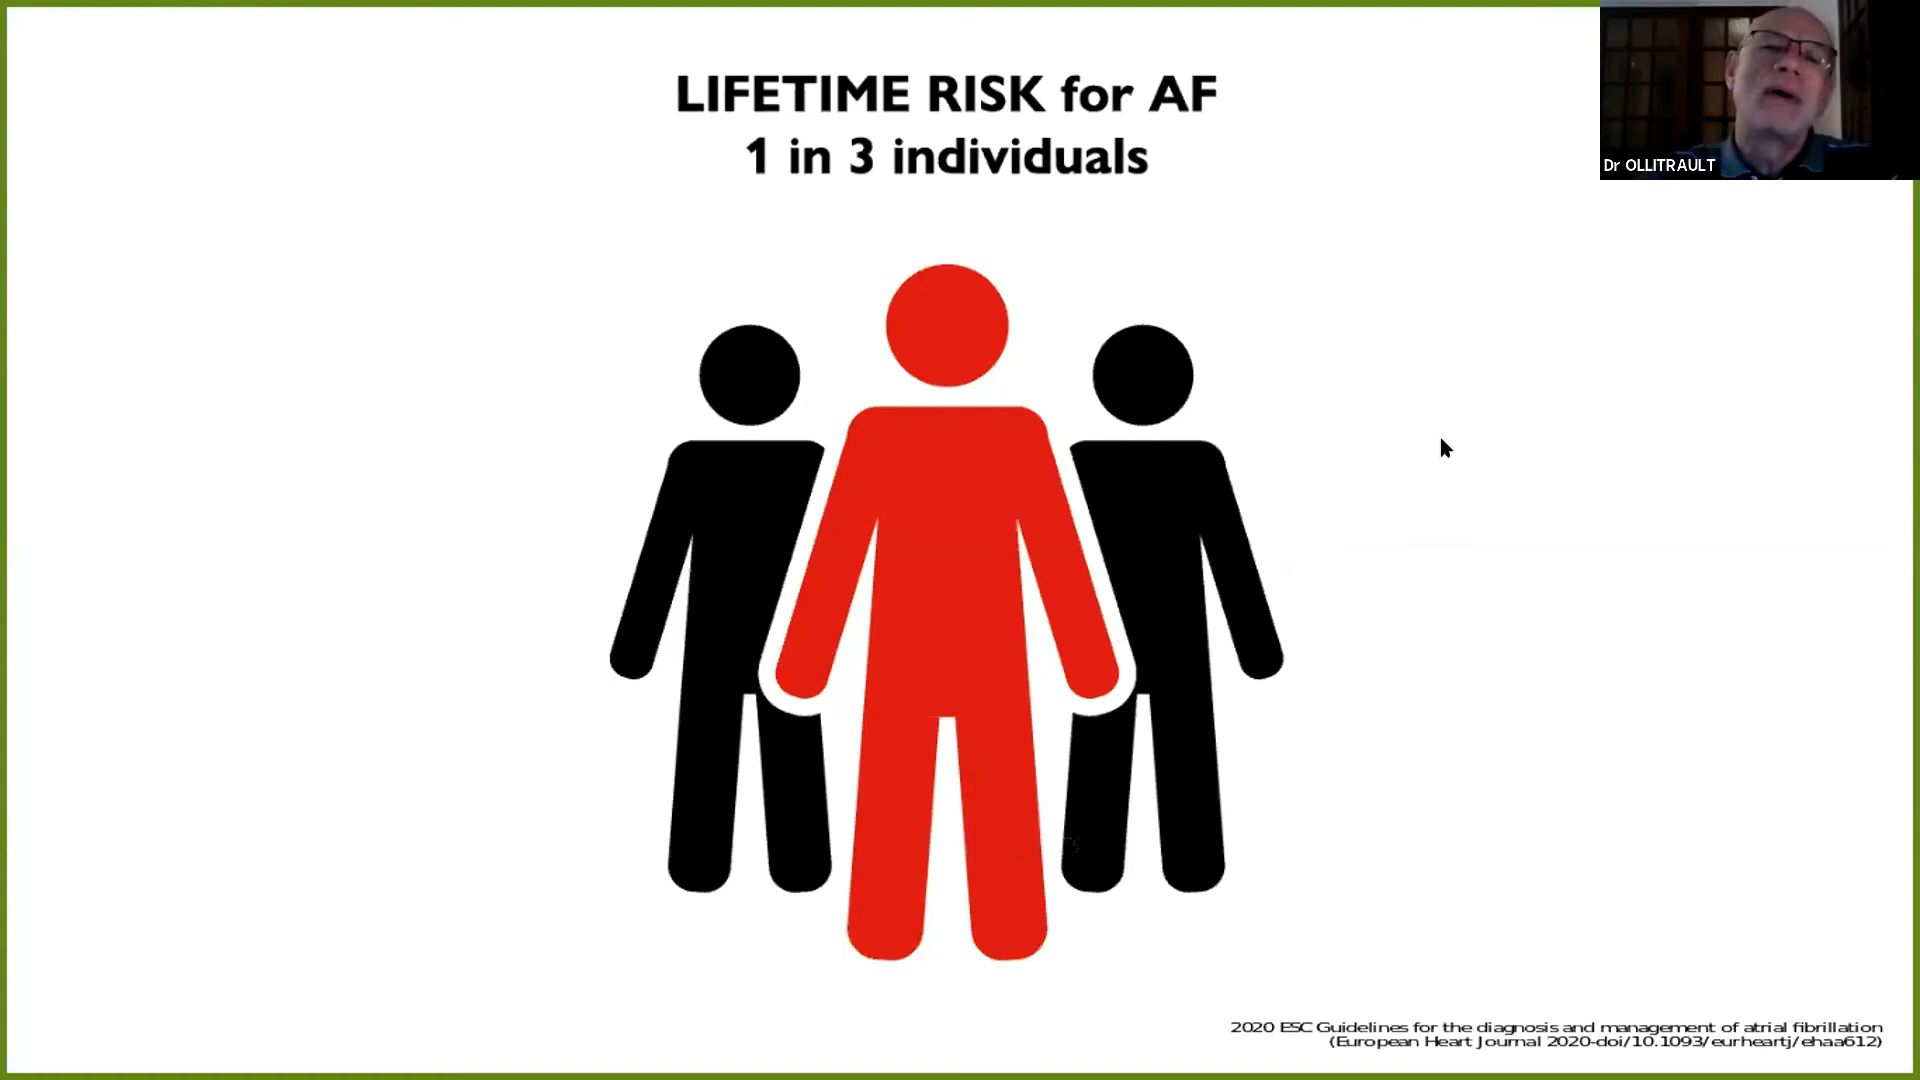 LIFETIME RISK for AF
1 in 3 individuals
Dr OLLITRAULT
2020 ESC Guidelines for the diagnosis and management of atrial fibrillation
(European Heart Journal 2020-doi/10.1093/eurheartj/ehaa612)